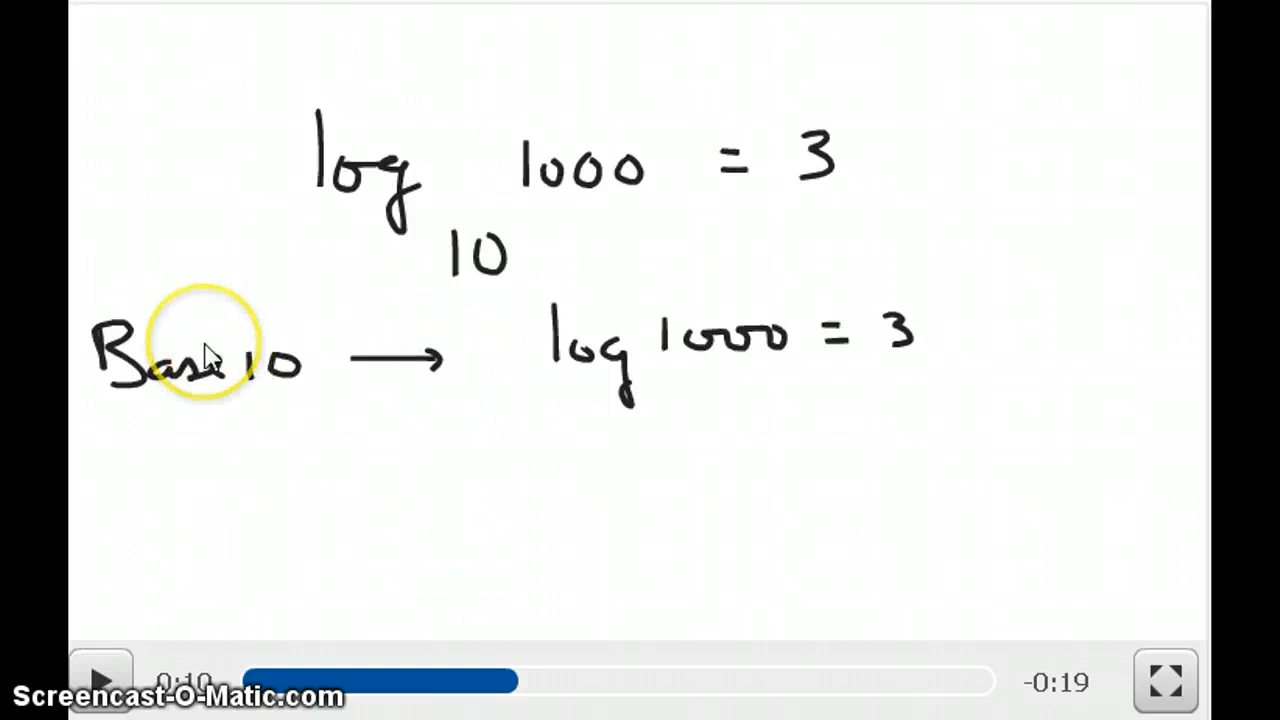 log 1000 = 3
10
Base 10 → log 1000 = 3
0:10 -0:19
Screencast-O-Matic.com